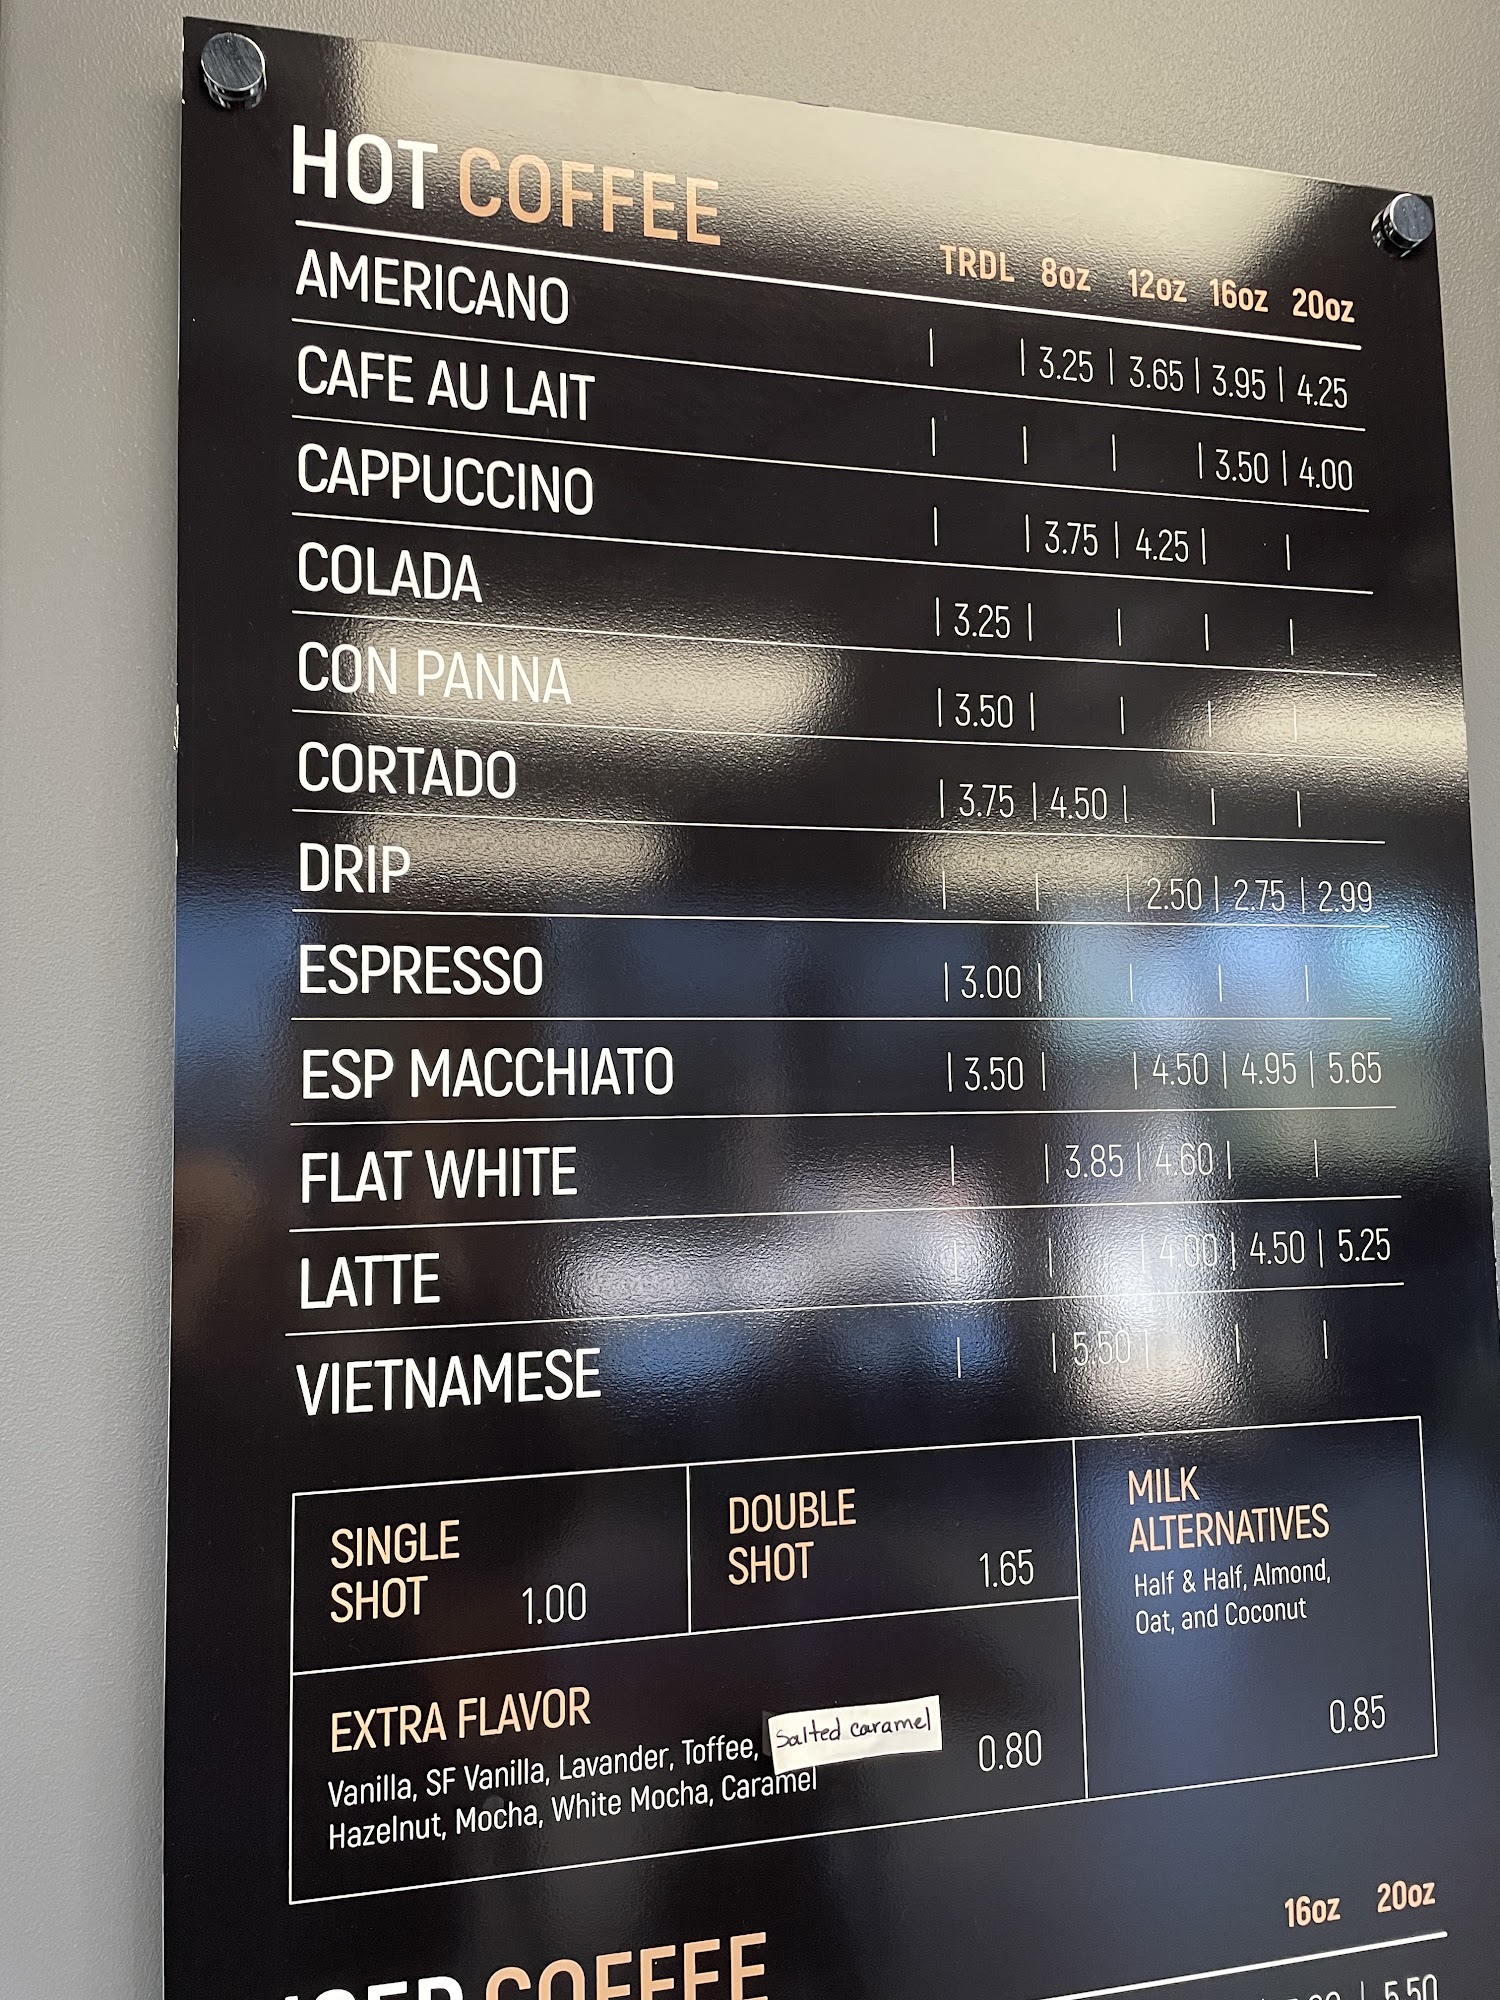 HOT COFFEE
TRDL 8oz 12oz 16oz 20oz
AMERICANO | | 3.25 | 3.65 | 3.95 | 4.25
CAFE AU LAIT | | | | 3.50 | 4.00
CAPPUCCINO | | 3.75 | 4.25 | |
COLADA | 3.25 | | | |
CON PANNA | 3.50 | | | |
CORTADO | 3.75 | 4.50 | | |
DRIP | | | 2.50 | 2.75 | 2.99
ESPRESSO | 3.00 | | | |
ESP MACCHIATO | 3.50 | | 4.50 | 4.95 | 5.65
FLAT WHITE | | 3.85 | 4.60 | |
LATTE | | | 4.00 | 4.50 | 5.25
VIETNAMESE | | 5.50 | | |
SINGLE
SHOT 1.00
DOUBLE
SHOT 1.65
MILK
ALTERNATIVES
Half & Half, Almond,
Oat, and Coconut
0.85
EXTRA FLAVOR
Vanilla, SF Vanilla, Lavander, Toffee, Salted caramel
Hazelnut, Mocha, White Mocha, Caramel
0.80
16oz 20oz
COFFEE
| 5.50